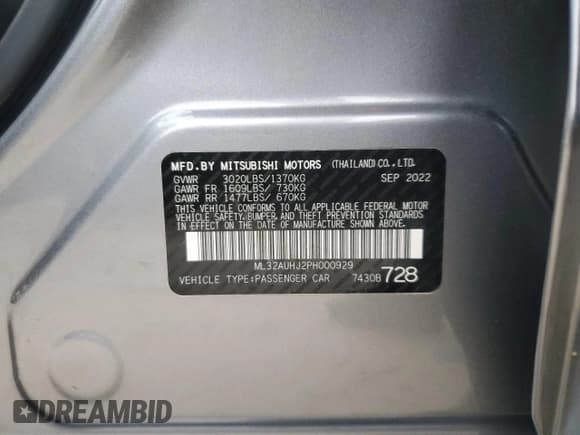 MFD. BY MITSUBISHI MOTORS (THAILAND) CO., LTD.
GVWR 3020LBS/1370KG SEP 2022
GAWR FR 1609LBS/ 730KG
GAWR RR 1477LBS/ 670KG
THIS VEHICLE CONFORMS TO ALL APPLICABLE FEDERAL MOTOR
VEHICLE SAFETY, BUMPER, AND THEFT PREVENTION STANDARDS
IN EFFECT ON THE DATE OF MANUFACTURE SHOWN ABOVE.
ML32AUHJ2PH000929
VEHICLE TYPE:PASSENGER CAR 7430B 728
DREAMBID